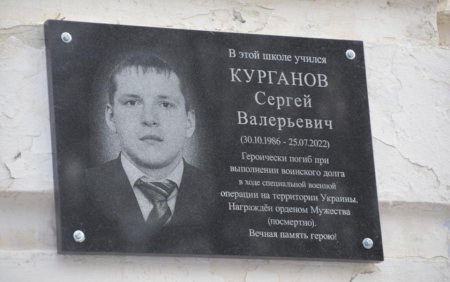 В этой школе учился
КУРГАНОВ
Сергей
Валерьевич
(30.10.1986 - 25.07.2022)
Героически погиб при
выполнении воинского долга
в ходе специальной военной
операции на территории Украины.
Награждён орденом Мужества
(посмертно).
Вечная память герою!